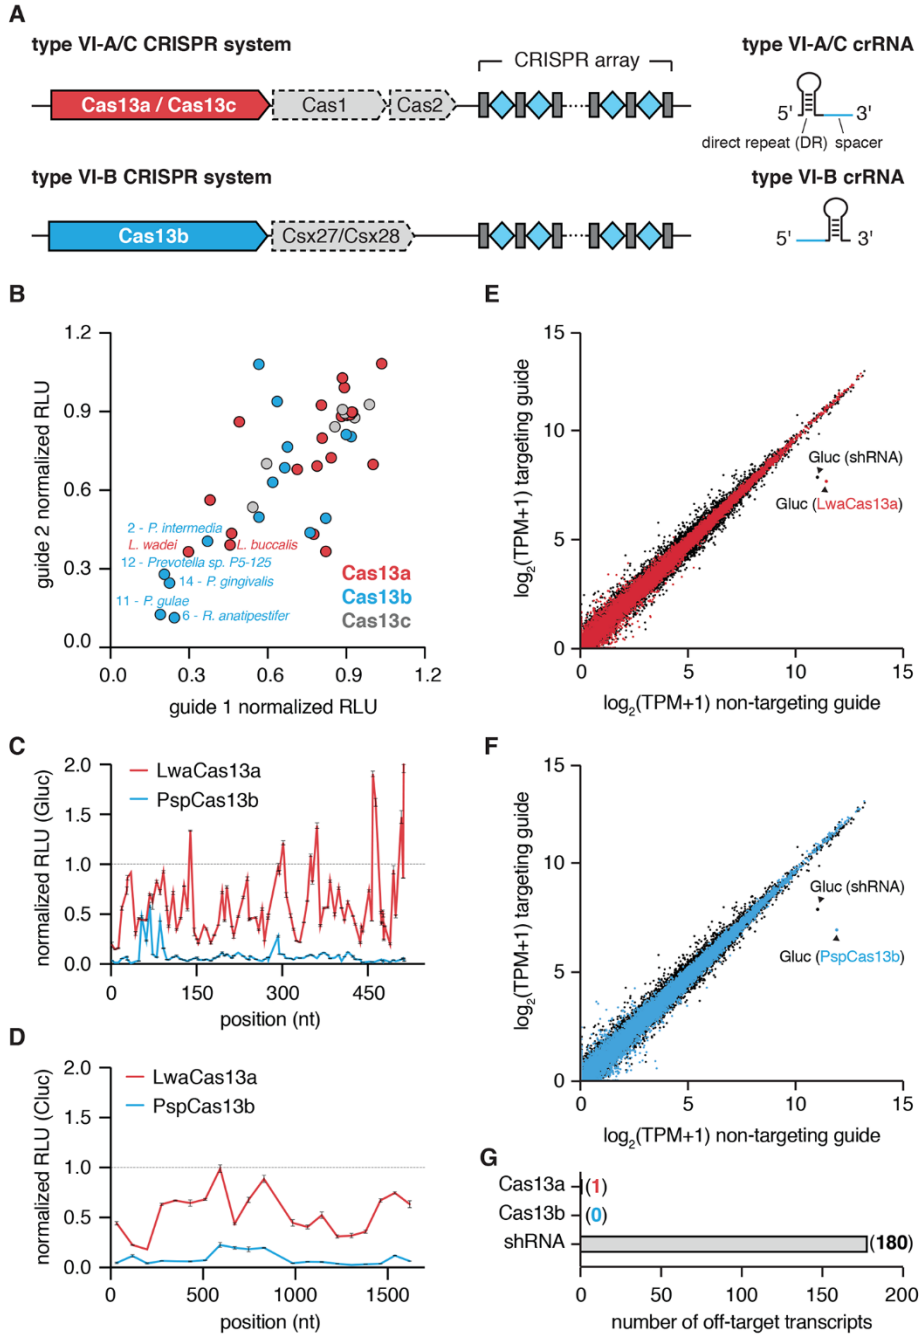 A
type VI-A/C CRISPR system
type VI-A/C crRNA
CRISPR array
Cas13a / Cas13c
Cas1
Cas2
5'
3'
direct repeat (DR)
spacer
type VI-B CRISPR system
type VI-B crRNA
Cas13b
Csx27/Csx28
5'
3'
B
1.2
0.9
0.6
0.3
0.0
guide 2 normalized RLU
2 - P. intermedia
L. wadei
L. buccalis
12 - Prevotella sp. P5-125
14 - P. gingivalis
11 - P. gulae
6 - R. anatipestifer
Cas13a
Cas13b
Cas13c
0.0 0.3 0.6 0.9 1.2
guide 1 normalized RLU
E
15
10
5
0
log2(TPM+1) targeting guide
Gluc (shRNA)
Gluc (LwaCas13a)
0 5 10 15
log2(TPM+1) non-targeting guide
C
2.0
1.5
1.0
0.5
0.0
normalized RLU (Gluc)
LwaCas13a
PspCas13b
0 150 300 450
position (nt)
F
15
10
5
0
log2(TPM+1) targeting guide
Gluc (shRNA)
Gluc (PspCas13b)
0 5 10 15
log2(TPM+1) non-targeting guide
D
2.0
1.5
1.0
0.5
0.0
normalized RLU (Cluc)
LwaCas13a
PspCas13b
0 500 1000 1500
position (nt)
G
Cas13a
(1)
Cas13b
(0)
shRNA
(180)
0 50 100 150 200
number of off-target transcripts